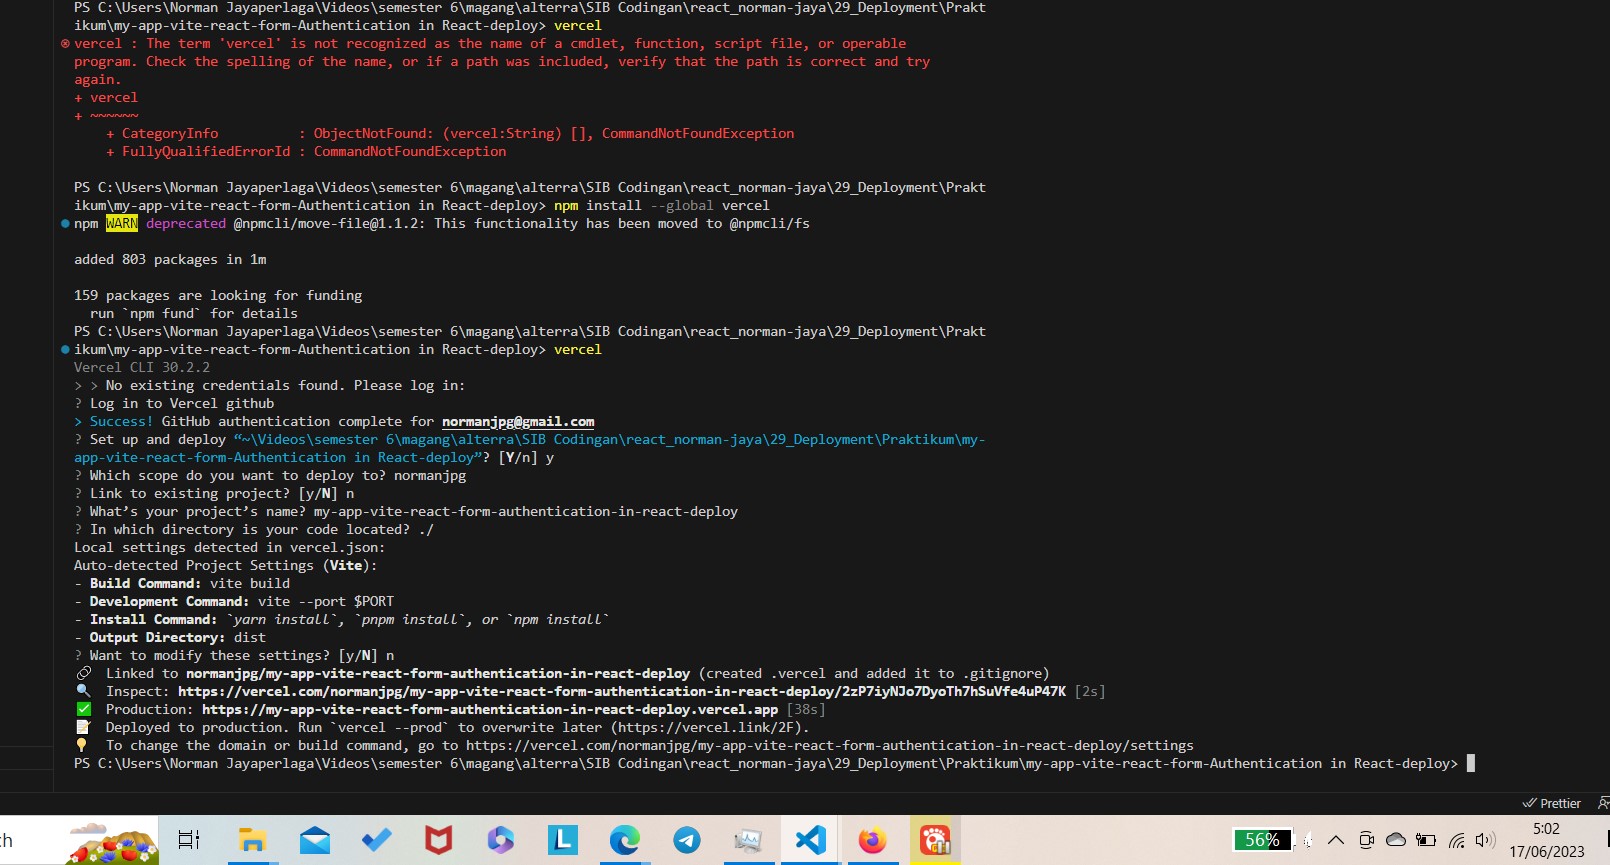 PS C:\Users\Norman Jayaperlaga\Videos\semester 6\magang\alterra\SIB Codingan\react_norman-jaya\29_Deployment\Prakt
ikum\my-app-vite-react-form-Authentication in React-deploy> vercel
vercel : The term 'vercel' is not recognized as the name of a cmdlet, function, script file, or operable
program. Check the spelling of the name, or if a path was included, verify that the path is correct and try
again.
+ vercel
+ ~~~~~~
+ CategoryInfo : ObjectNotFound: (vercel:String) [], CommandNotFoundException
+ FullyQualifiedErrorId : CommandNotFoundException
PS C:\Users\Norman Jayaperlaga\Videos\semester 6\magang\alterra\SIB Codingan\react_norman-jaya\29_Deployment\Prakt
ikum\my-app-vite-react-form-Authentication in React-deploy> npm install --global vercel
npm WARN deprecated @npmcli/move-file@1.1.2: This functionality has been moved to @npmcli/fs
added 803 packages in 1m
159 packages are looking for funding
run `npm fund` for details
PS C:\Users\Norman Jayaperlaga\Videos\semester 6\magang\alterra\SIB Codingan\react_norman-jaya\29_Deployment\Prakt
ikum\my-app-vite-react-form-Authentication in React-deploy> vercel
Vercel CLI 30.2.2
> > No existing credentials found. Please log in:
? Log in to Vercel github
> Success! GitHub authentication complete for normanjpg@gmail.com
? Set up and deploy “~\Videos\semester 6\magang\alterra\SIB Codingan\react_norman-jaya\29_Deployment\Praktikum\my-
app-vite-react-form-Authentication in React-deploy”? [Y/n] y
? Which scope do you want to deploy to? normanjpg
? Link to existing project? [y/N] n
? What’s your project’s name? my-app-vite-react-form-authentication-in-react-deploy
? In which directory is your code located? ./
Local settings detected in vercel.json:
Auto-detected Project Settings (Vite):
- Build Command: vite build
- Development Command: vite --port $PORT
- Install Command: `yarn install`, `pnpm install`, or `npm install`
- Output Directory: dist
? Want to modify these settings? [y/N] n
Linked to normanjpg/my-app-vite-react-form-authentication-in-react-deploy (created .vercel and added it to .gitignore)
Inspect: https://vercel.com/normanjpg/my-app-vite-react-form-authentication-in-react-deploy/2zP7iyNJo7DyoTh7hSuVfe4uP47K [2s]
Production: https://my-app-vite-react-form-authentication-in-react-deploy.vercel.app [38s]
Deployed to production. Run `vercel --prod` to overwrite later (https://vercel.link/2F).
To change the domain or build command, go to https://vercel.com/normanjpg/my-app-vite-react-form-authentication-in-react-deploy/settings
PS C:\Users\Norman Jayaperlaga\Videos\semester 6\magang\alterra\SIB Codingan\react_norman-jaya\29_Deployment\Praktikum\my-app-vite-react-form-Authentication in React-deploy>
Prettier
L
56%
5:02
17/06/2023